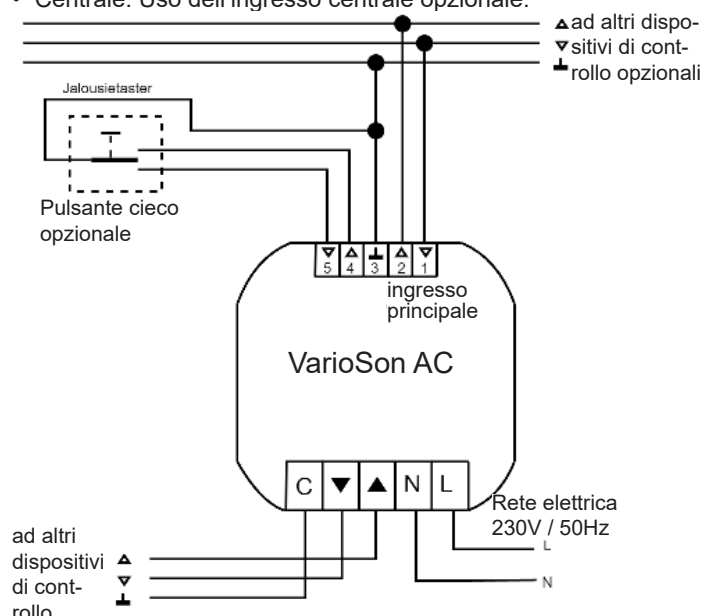 • Centrale: Uso dell'ingresso centrale opzionale.
ad altri dispo-
sitivi di cont-
rollo opzionali
Jalousietaster
Pulsante cieco
opzionale
5 4 3 2 1
ingresso
principale
VarioSon AC
C N L
Rete elettrica
230V / 50Hz
L
N
ad altri
dispositivi
di cont-
rollo